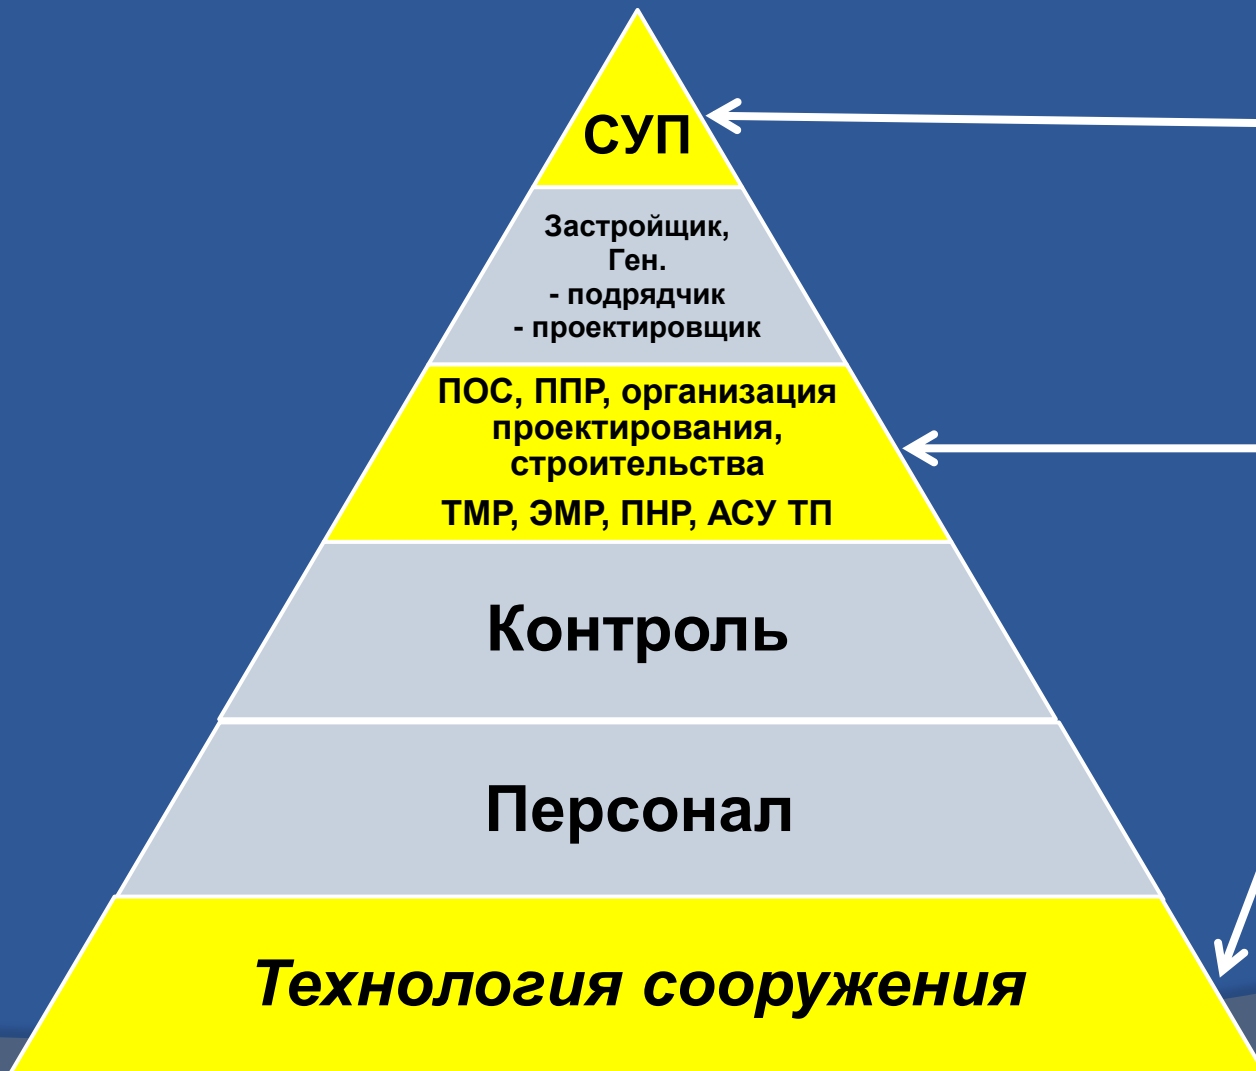 СУП
Застройщик,
Ген.
- подрядчик
- проектировщик
ПОС, ППР, организация
проектирования,
строительства
ТМР, ЭМР, ПНР, АСУ ТП
Контроль
Персонал
Технология сооружения